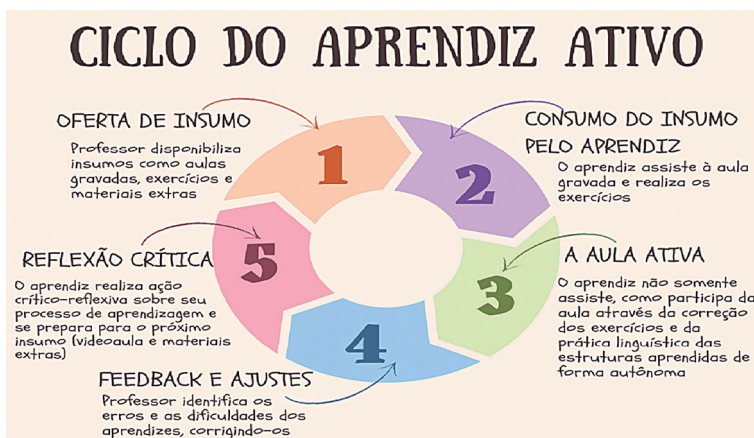 CICLO DO APRENDIZ ATIVO
OFERTA DE INSUMO
Professor disponibiliza
insumos como aulas
gravadas, exercícios e
materiais extras
1
CONSUMO DO INSUMO
PELO APRENDIZ
O aprendiz assiste à aula
gravada e realiza os
exercícios
2
A AULA ATIVA
O aprendiz não somente
assiste, como participa da
aula através da correção
dos exercícios e da
prática linguística das
estruturas aprendidas de
forma autônoma
3
FEEDBACK E AJUSTES
Professor identifica os
erros e as dificuldades dos
aprendizes, corrigindo-os
4
REFLEXÃO CRÍTICA
O aprendiz realiza ação
crítico-reflexiva sobre seu
processo de aprendizagem e
se prepara para o próximo
insumo (videoaula e materiais
extras)
5